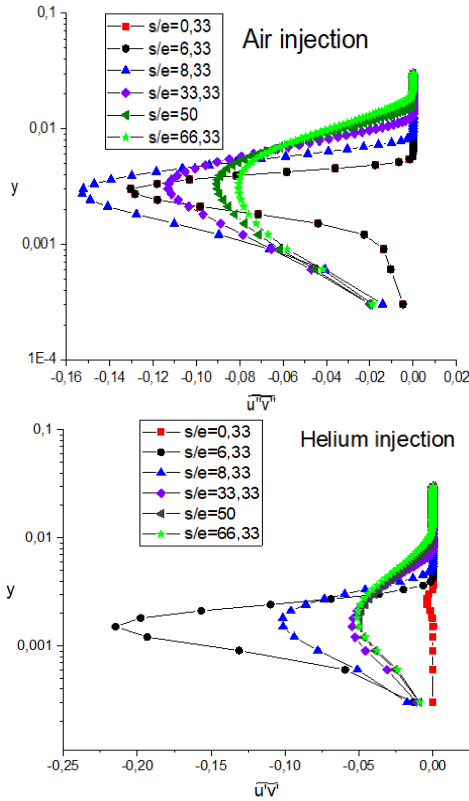 0,1
s/e=0,33
s/e=6,33
s/e=8,33
s/e=33,33
s/e=50
s/e=66,33
Air injection
0,01
y
0,001
1E-4
-0,16 -0,14 -0,12 -0,10 -0,08 -0,06 -0,04 -0,02 0,00 0,02
u"v"
0,1
s/e=0,33
s/e=6,33
s/e=8,33
s/e=33,33
s/e=50
s/e=66,33
Helium injection
0,01
y
0,001
-0,25 -0,20 -0,15 -0,10 -0,05 0,00
u'v'